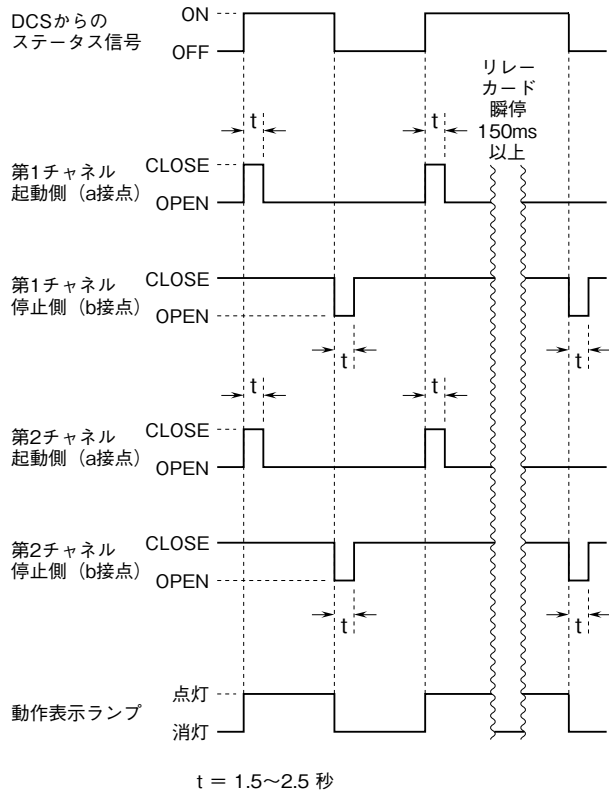 DCSからの
ステータス信号
ON
OFF
リレー
カード
瞬停
150ms
以上
t
t
第1チャネル
起動側（a接点）
CLOSE
OPEN
第1チャネル
停止側（b接点）
CLOSE
OPEN
t
t
t
t
第2チャネル
起動側（a接点）
CLOSE
OPEN
第2チャネル
停止側（b接点）
CLOSE
OPEN
t
t
動作表示ランプ
点灯
消灯
t ＝ 1.5〜2.5 秒